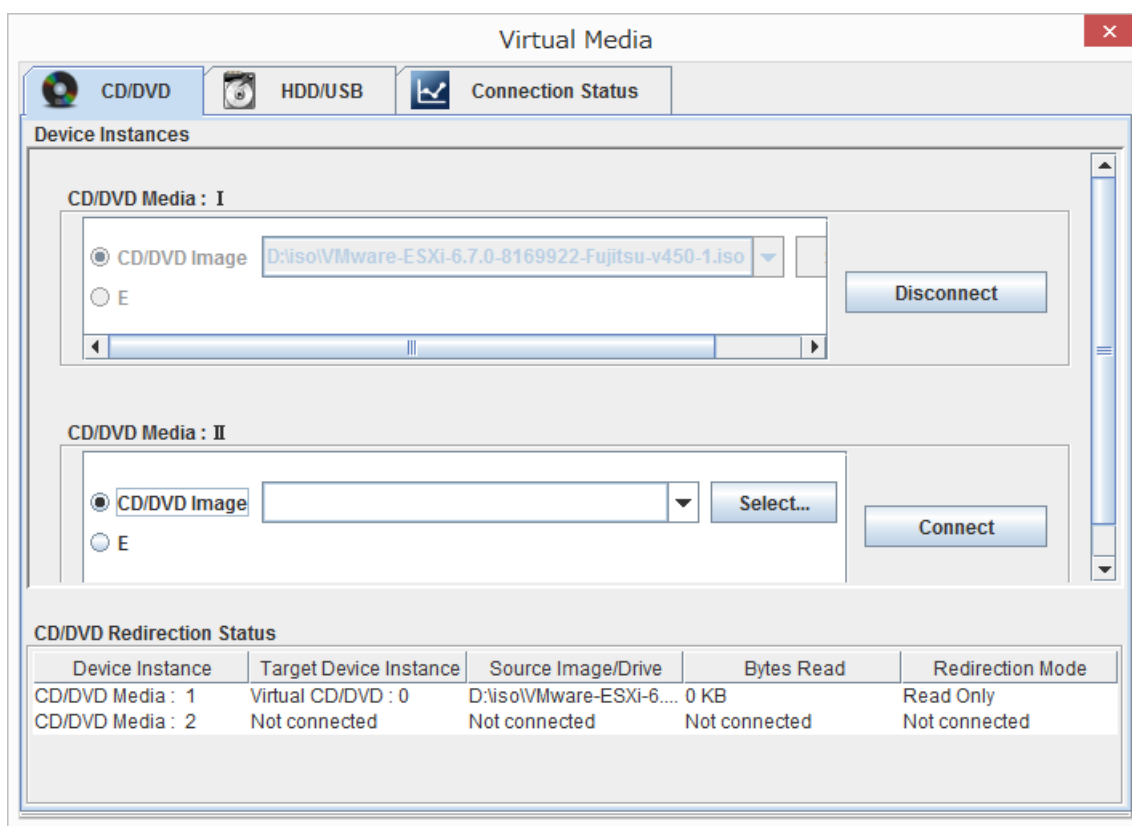 Virtual Media
CD/DVD HDD/USB Connection Status
Device Instances
CD/DVD Media : Ⅰ
CD/DVD Image D:\iso\VMware-ESXi-6.7.0-8169922-Fujitsu-v450-1.iso
E
Disconnect
CD/DVD Media : Ⅱ
CD/DVD Image Select...
E
Connect
CD/DVD Redirection Status
Device Instance Target Device Instance Source Image/Drive Bytes Read Redirection Mode
CD/DVD Media : 1 Virtual CD/DVD : 0 D:\iso\VMware-ESXi-6.... 0 KB Read Only
CD/DVD Media : 2 Not connected Not connected Not connected Not connected